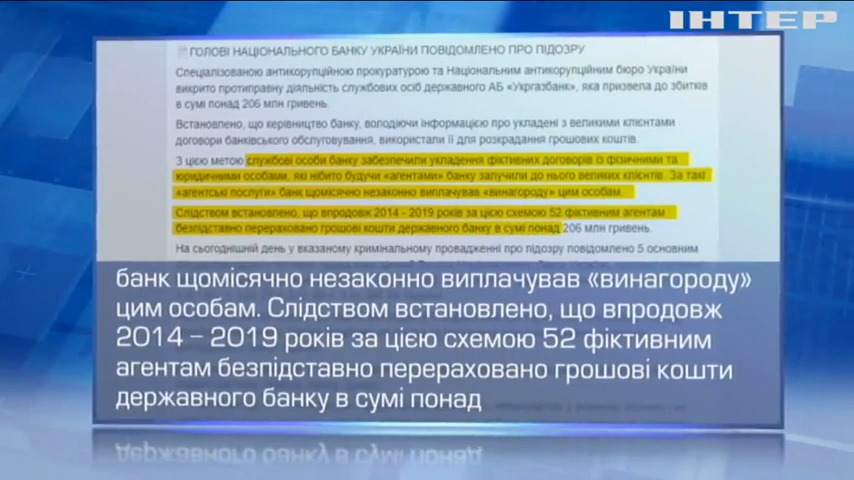 ІНТЕР
ГОЛОВІ НАЦІОНАЛЬНОГО БАНКУ УКРАЇНИ ПОВІДОМЛЕНО ПРО ПІДОЗРУ
Спеціалізованою антикорупційною прокуратурою та Національним антикорупційним бюро України
викрито протиправну діяльність службових осіб державного АБ «Укргазбанк», яка призвела до збитків
в сумі понад 206 млн гривень.
Встановлено, що керівництво банку, володіючи інформацією про укладені з великими клієнтами
договори банківського обслуговування, використали її для розкрадання грошових коштів.
З цією метою службові особи банку забезпечили укладення фіктивних договорів із фізичними та
юридичними особами, які нібито будучи «агентами» банку залучили до нього великих клієнтів. За такі
«агентські послуги» банк щомісячно незаконно виплачував «винагороду» цим особам.
Слідством встановлено, що впродовж 2014 - 2019 років за цією схемою 52 фіктивним агентам
безпідставно перераховано грошові кошти державного банку в сумі понад 206 млн гривень.
На сьогоднішній день у вказаному кримінальному провадженні про підозру повідомлено 5 основним
банк щомісячно незаконно виплачував «винагороду»
цим особам. Слідством встановлено, що впродовж
2014 – 2019 років за цією схемою 52 фіктивним
агентам безпідставно перераховано грошові кошти
державного банку в сумі понад